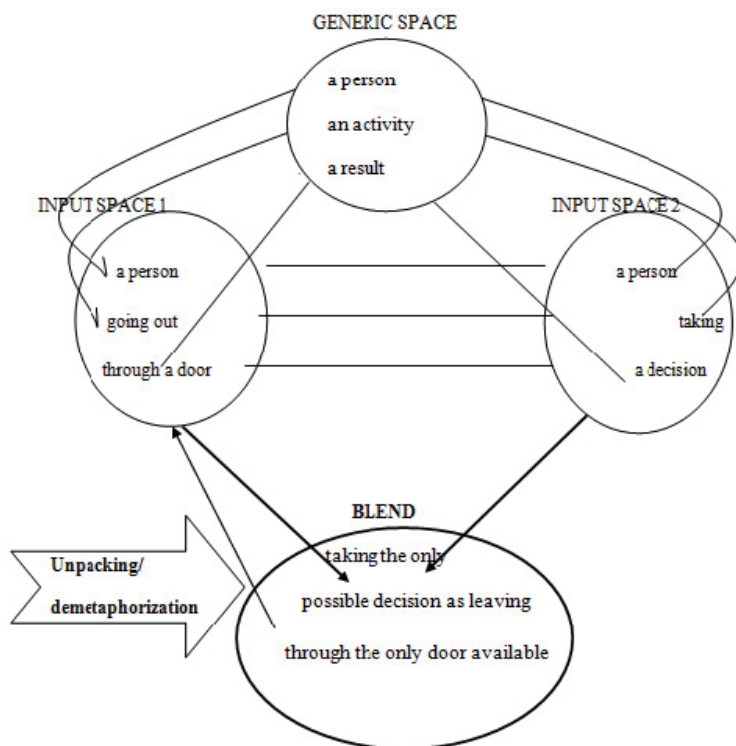 GENERIC SPACE
a person
an activity
a result
INPUT SPACE 1
a person
going out
through a door
INPUT SPACE 2
a person
taking
a decision
Unpacking/
demetaphorization
BLEND
taking the only
possible decision as leaving
through the only door available